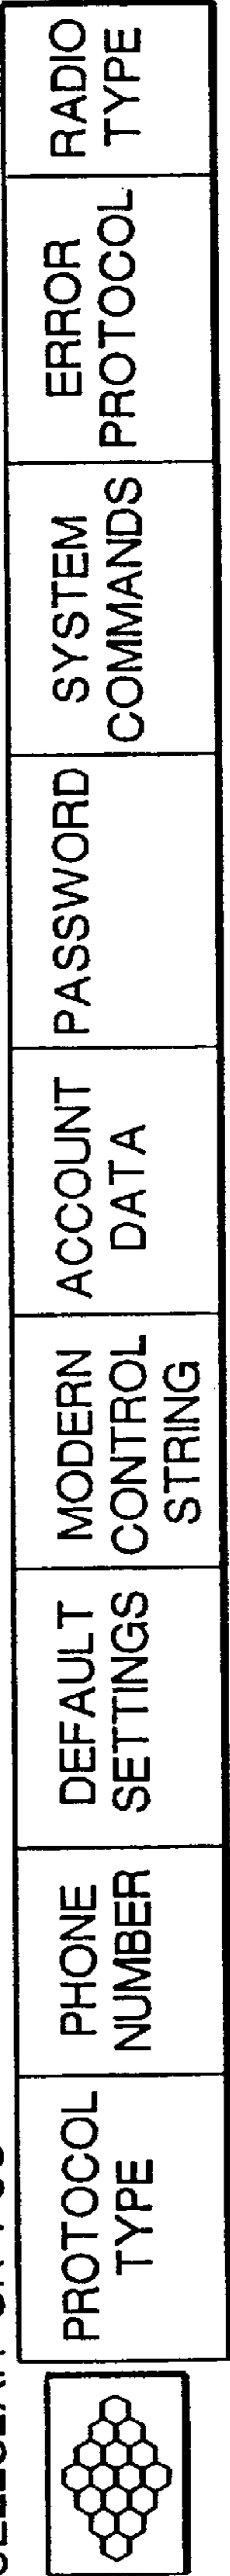 PROTOCOL
TYPE
PHONE
NUMBER
DEFAULT
SETTINGS
MODERN
CONTROL
STRING
ACCOUNT
DATA
PASSWORD
SYSTEM
COMMANDS
ERROR
PROTOCOL
RADIO
TYPE